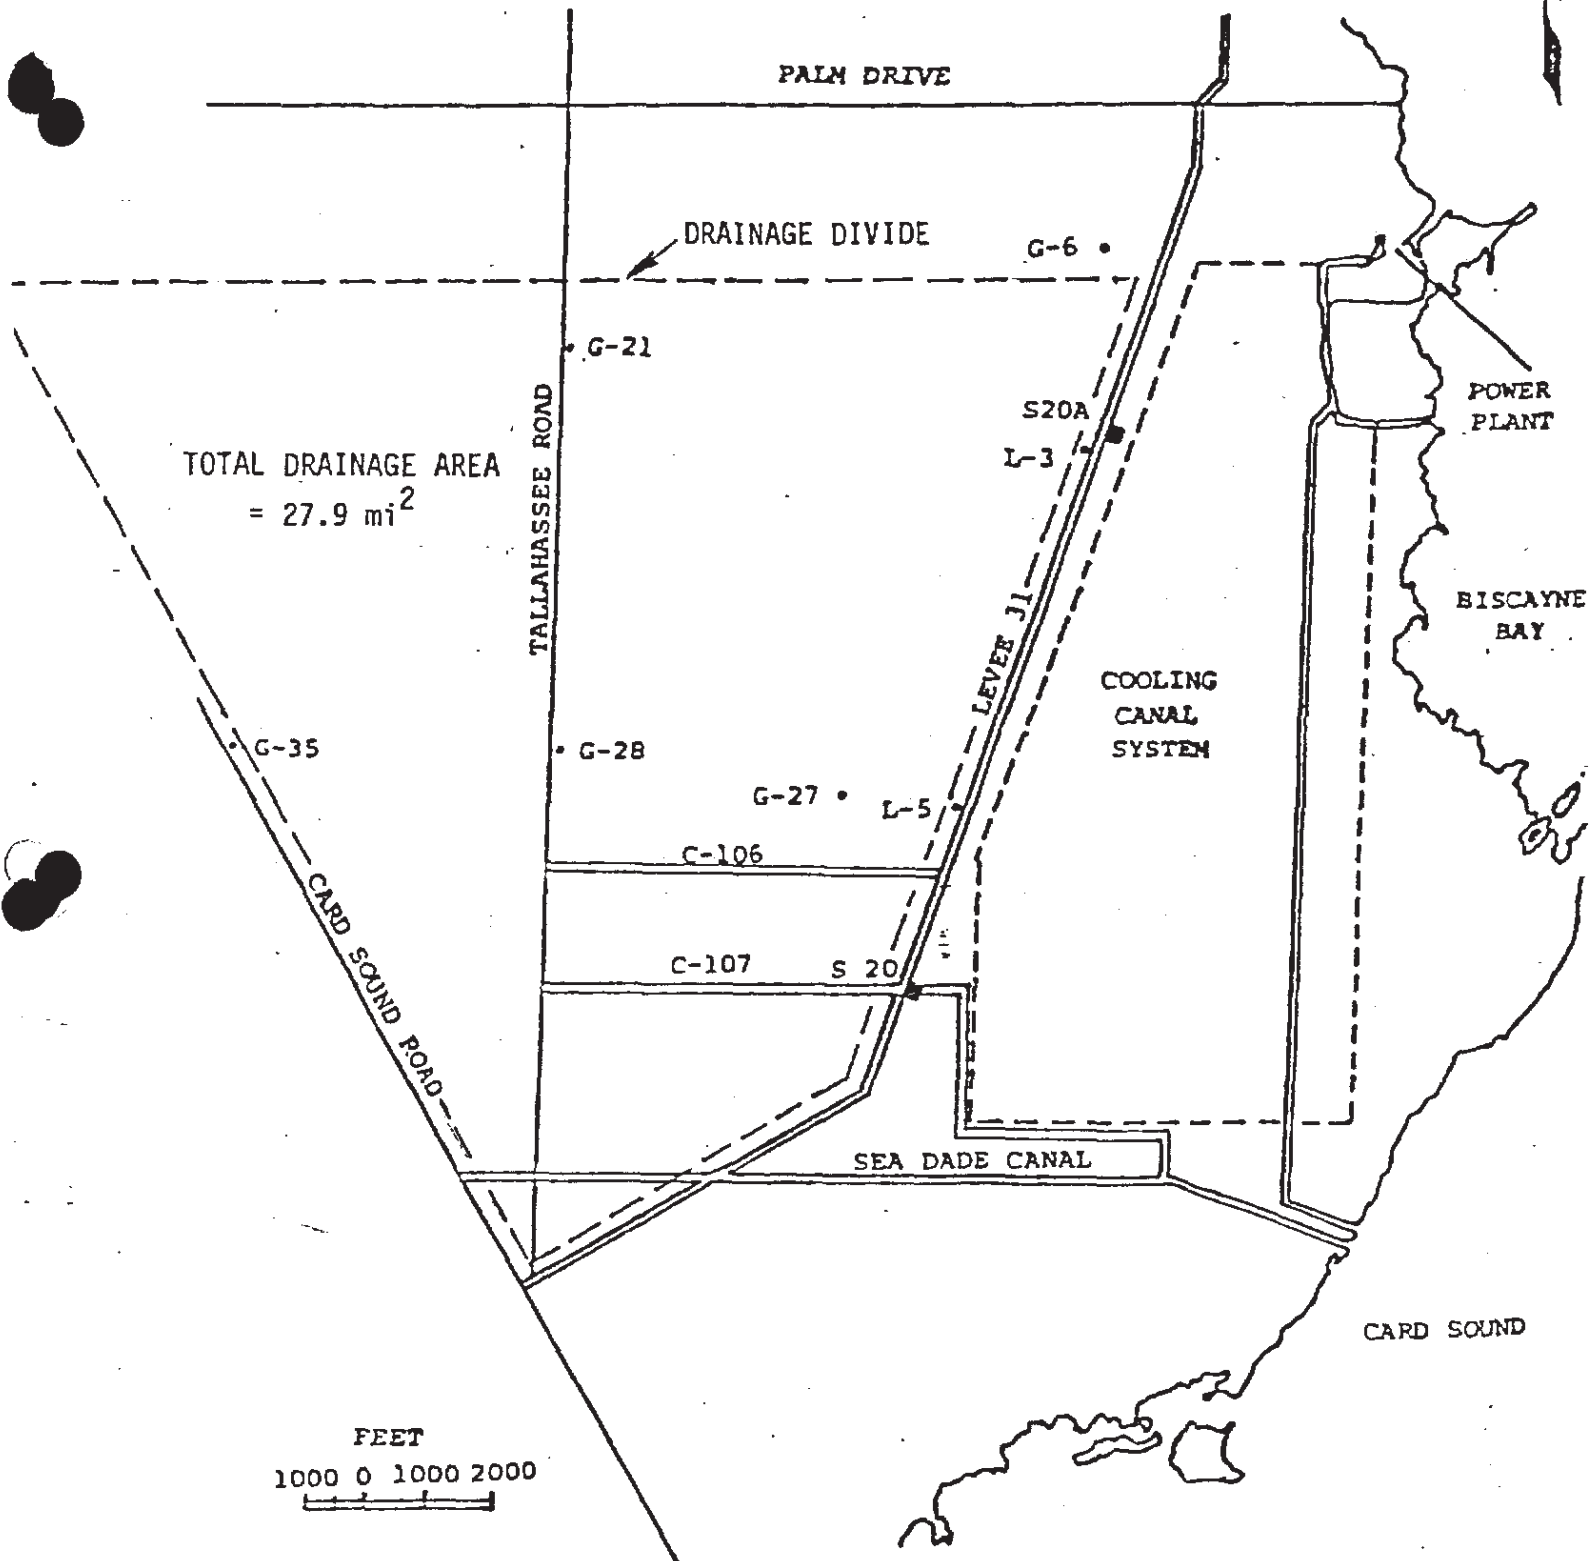 PALM DRIVE
DRAINAGE DIVIDE
G-6
G-21
S20A
L-3
POWER
PLANT
TOTAL DRAINAGE AREA
= 27.9 mi²
TALLAHASSEE ROAD
LEVEE 31
BISCAYNE
BAY
COOLING
CANAL
SYSTEM
G-35
G-28
G-27
L-5
C-106
CARD SOUND ROAD
C-107
S 20
SEA DADE CANAL
CARD SOUND
FEET
1000 0 1000 2000